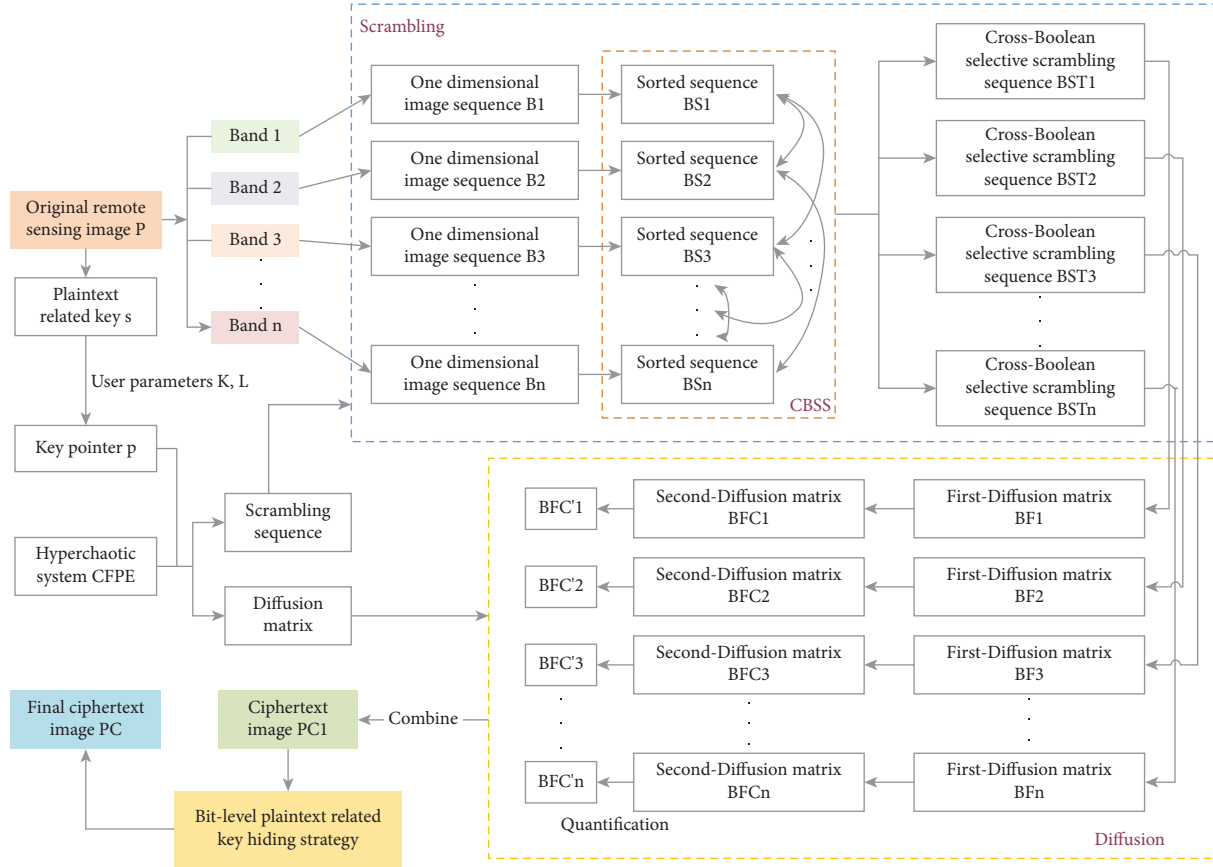 Scrambling
One dimensional
image sequence B1
Sorted sequence
BS1
Cross-Boolean
selective scrambling
sequence BST1
Band 1
One dimensional
image sequence B2
Sorted sequence
BS2
Cross-Boolean
selective scrambling
sequence BST2
Band 2
Original remote
sensing image P
Band 3
One dimensional
image sequence B3
Sorted sequence
BS3
Cross-Boolean
selective scrambling
sequence BST3
Plaintext
related key s
Band n
One dimensional
image sequence Bn
Sorted sequence
BSn
Cross-Boolean
selective scrambling
sequence BSTn
CBSS
User parameters K, L
Key pointer p
Hyperchaotic
system CFPE
Scrambling
sequence
Diffusion
matrix
BFC'1
Second-Diffusion matrix
BFC1
First-Diffusion matrix
BF1
BFC'2
Second-Diffusion matrix
BFC2
First-Diffusion matrix
BF2
BFC'3
Second-Diffusion matrix
BFC3
First-Diffusion matrix
BF3
BFC'n
Second-Diffusion matrix
BFCn
First-Diffusion matrix
BFn
Quantification
Diffusion
Combine
Ciphertext
image PC1
Final ciphertext
image PC
Bit-level plaintext related
key hiding strategy